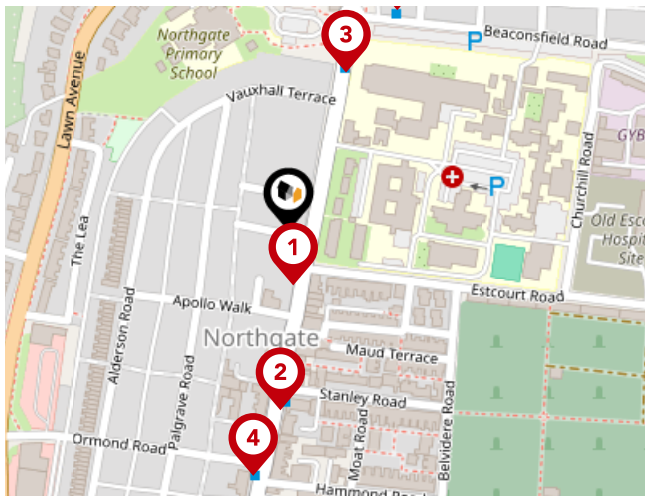 3
Northgate
Primary
School
Beaconsfield Road
P
Lawn Avenue
Vauxhall Terrace
Churchill Road
GYB
P
The Lea
1
Old Esco
Hospit
Site
Estcourt Road
Alderson Road
Apollo Walk
Northgate
Maud Terrace
2
Stanley Road
Palgrave Road
Moat Road
Belvidere Road
4
Ormond Road
Hammond Road